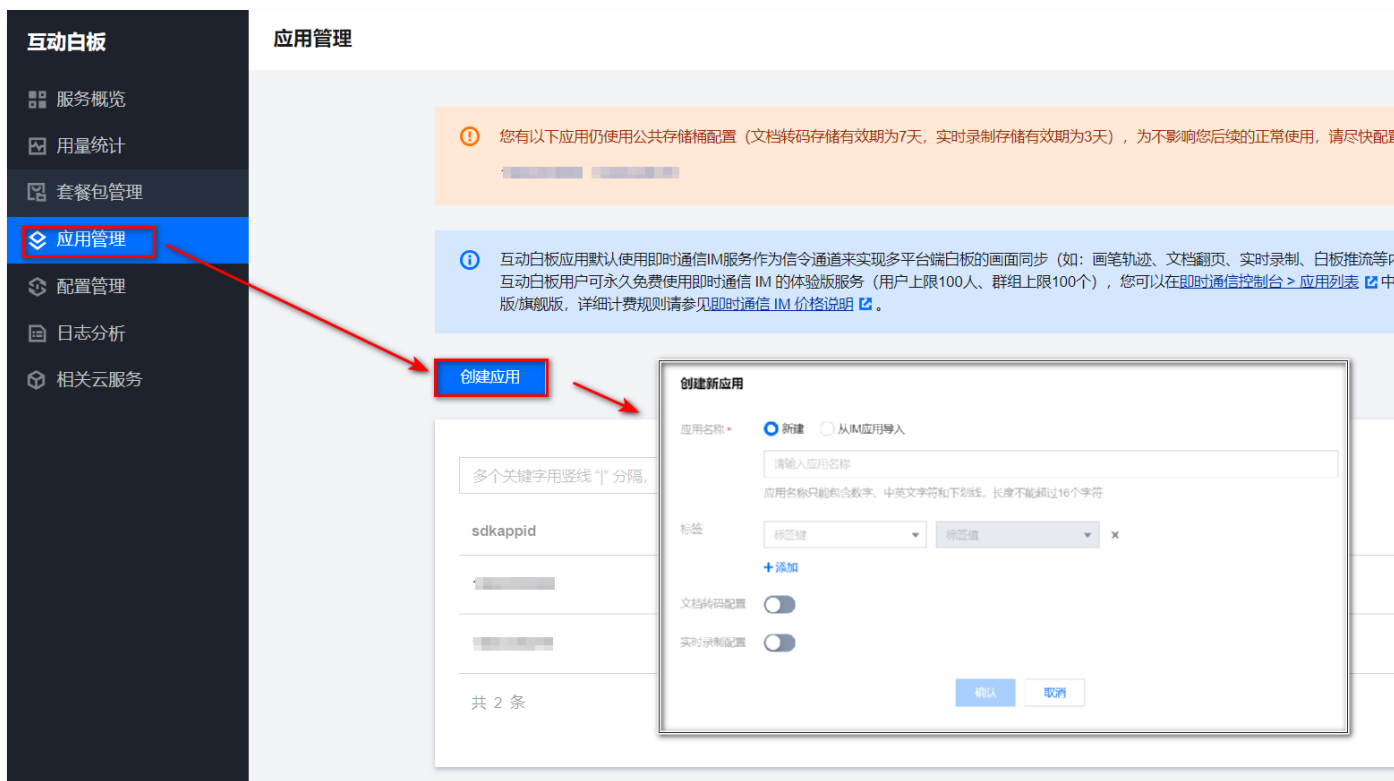 互动白板
应用管理
服务概览
用量统计
套餐包管理
应用管理
配置管理
日志分析
相关云服务
您有以下应用仍使用公共存储桶配置（文档转码存储有效期为7天，实时录制存储有效期为3天），为不影响您后续的正常使用，请尽快配置
互动白板应用默认使用即时通信IM服务作为信令通道来实现多平台端白板的画面同步（如：画笔轨迹、文档翻页、实时录制、白板推流等内
互动白板用户可永久免费使用即时通信 IM 的体验版服务（用户上限100人、群组上限100个），您可以在即时通信控制台 > 应用列表 中
版/旗舰版，详细计费规则请参见即时通信 IM 价格说明 。
创建应用
多个关键字用竖线 "|" 分隔，
sdkappid
共 2 条
创建新应用
应用名称 * 新建 从IM应用导入
请输入应用名称
应用名称只能包含数字、中英文字符和下划线，长度不能超过16个字符
标签 标签键 标签值 ×
+添加
文档转码配置
实时录制配置
确认 取消